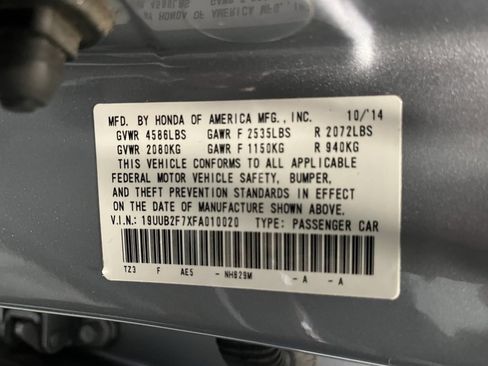 MFD. BY HONDA OF AMERICA MFG., INC. 10/'14
GVWR 4586LBS GAWR F 2535LBS R 2072LBS
GVWR 2080KG GAWR F 1150KG R 940KG
THIS VEHICLE CONFORMS TO ALL APPLICABLE
FEDERAL MOTOR VEHICLE SAFETY, BUMPER,
AND THEFT PREVENTION STANDARDS IN EFFECT
ON THE DATE OF MANUFACTURE SHOWN ABOVE.
V.I.N.: 19UUB2F7XFA010020 TYPE: PASSENGER CAR
TZ3 F AE5 - NH829M - A - A